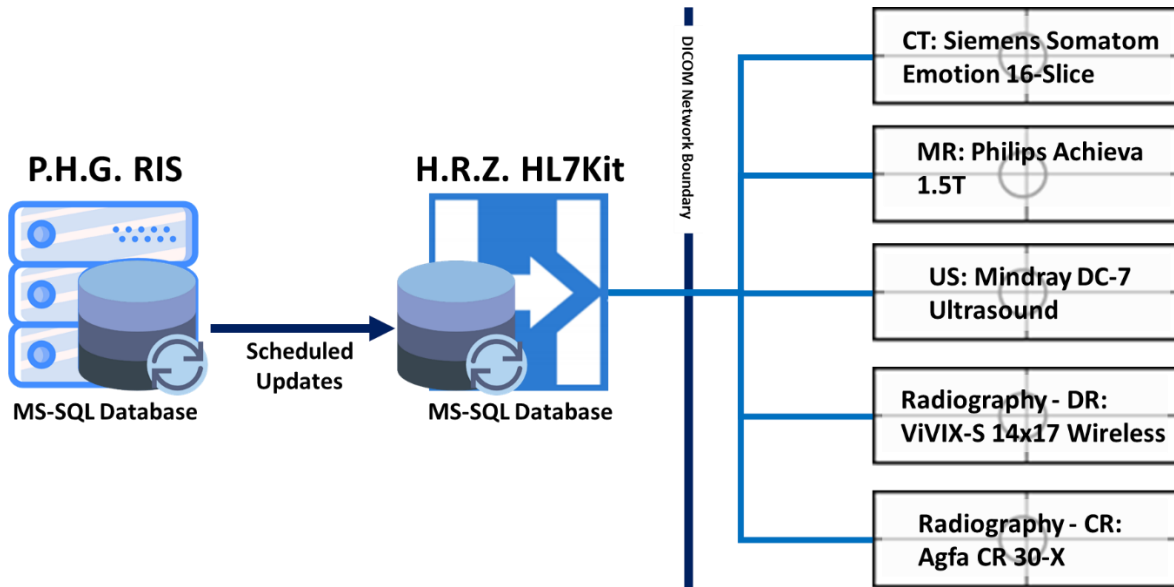 P.H.G. RIS
MS-SQL Database
Scheduled
Updates
H.R.Z. HL7Kit
MS-SQL Database
DICOM Network Boundary
CT: Siemens Somatom
Emotion 16-Slice
MR: Philips Achieva
1.5T
US: Mindray DC-7
Ultrasound
Radiography - DR:
ViVIX-S 14x17 Wireless
Radiography - CR:
Agfa CR 30-X